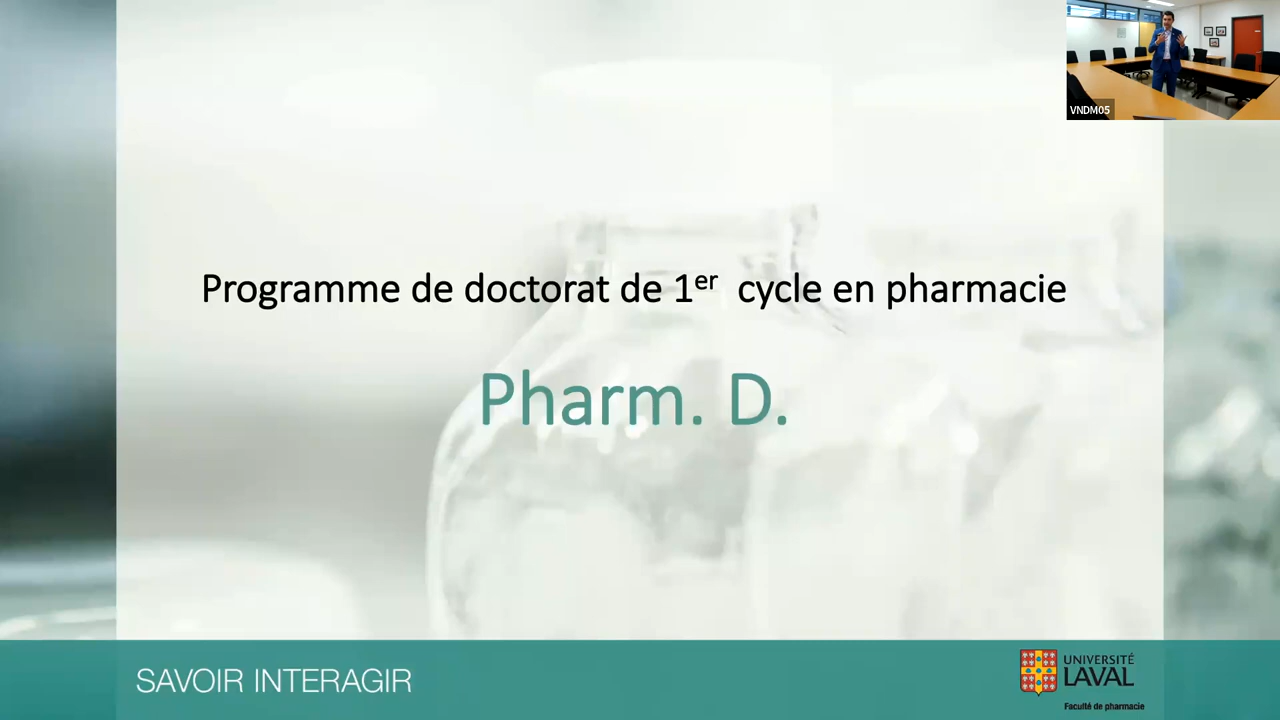 VNDM05
Programme de doctorat de 1er cycle en pharmacie
Pharm. D.
SAVOIR INTERAGIR
UNIVERSITÉ
LAVAL
Faculté de pharmacie